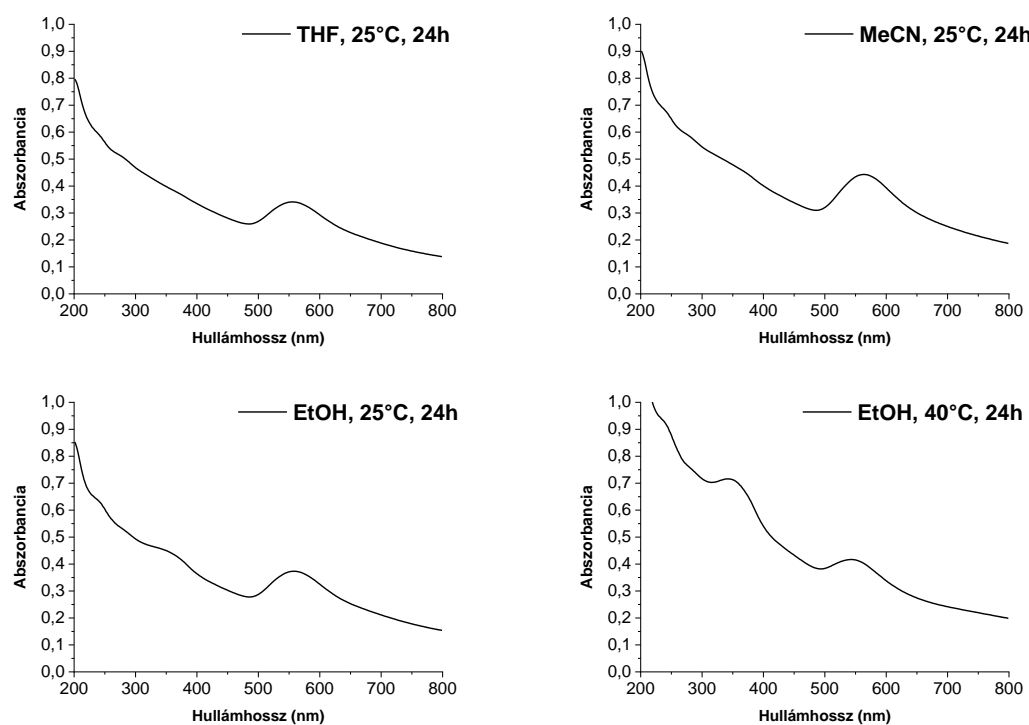 THF, 25°C, 24h
1,0
0,9
0,8
0,7
0,6
0,5
0,4
0,3
0,2
0,1
0,0
Abszorbancia
200 300 400 500 600 700 800
Hullámhossz (nm)
MeCN, 25°C, 24h
1,0
0,9
0,8
0,7
0,6
0,5
0,4
0,3
0,2
0,1
0,0
Abszorbancia
200 300 400 500 600 700 800
Hullámhossz (nm)
EtOH, 25°C, 24h
1,0
0,9
0,8
0,7
0,6
0,5
0,4
0,3
0,2
0,1
0,0
Abszorbancia
200 300 400 500 600 700 800
Hullámhossz (nm)
EtOH, 40°C, 24h
1,0
0,9
0,8
0,7
0,6
0,5
0,4
0,3
0,2
0,1
0,0
Abszorbancia
200 300 400 500 600 700 800
Hullámhossz (nm)